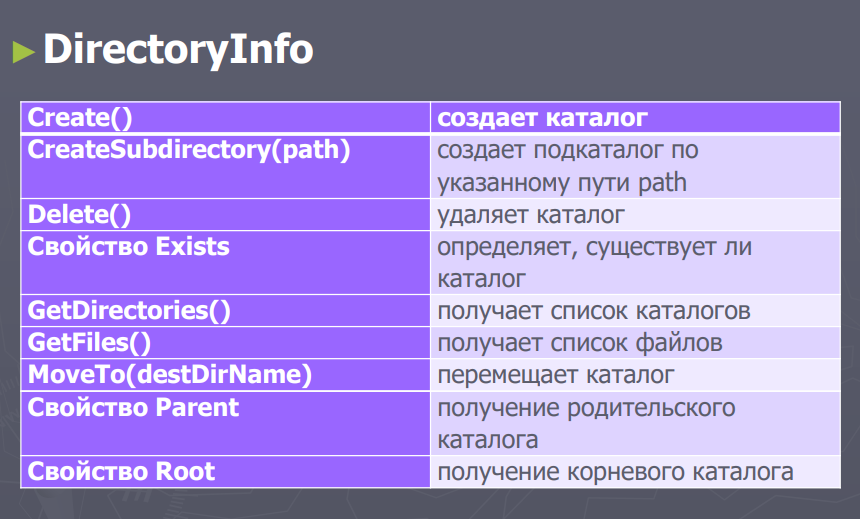 DirectoryInfo
Create() создает каталог
CreateSubdirectory(path) создает подкаталог по
указанному пути path
Delete() удаляет каталог
Свойство Exists определяет, существует ли
каталог
GetDirectories() получает список каталогов
GetFiles() получает список файлов
MoveTo(destDirName) перемещает каталог
Свойство Parent получение родительского
каталога
Свойство Root получение корневого каталога